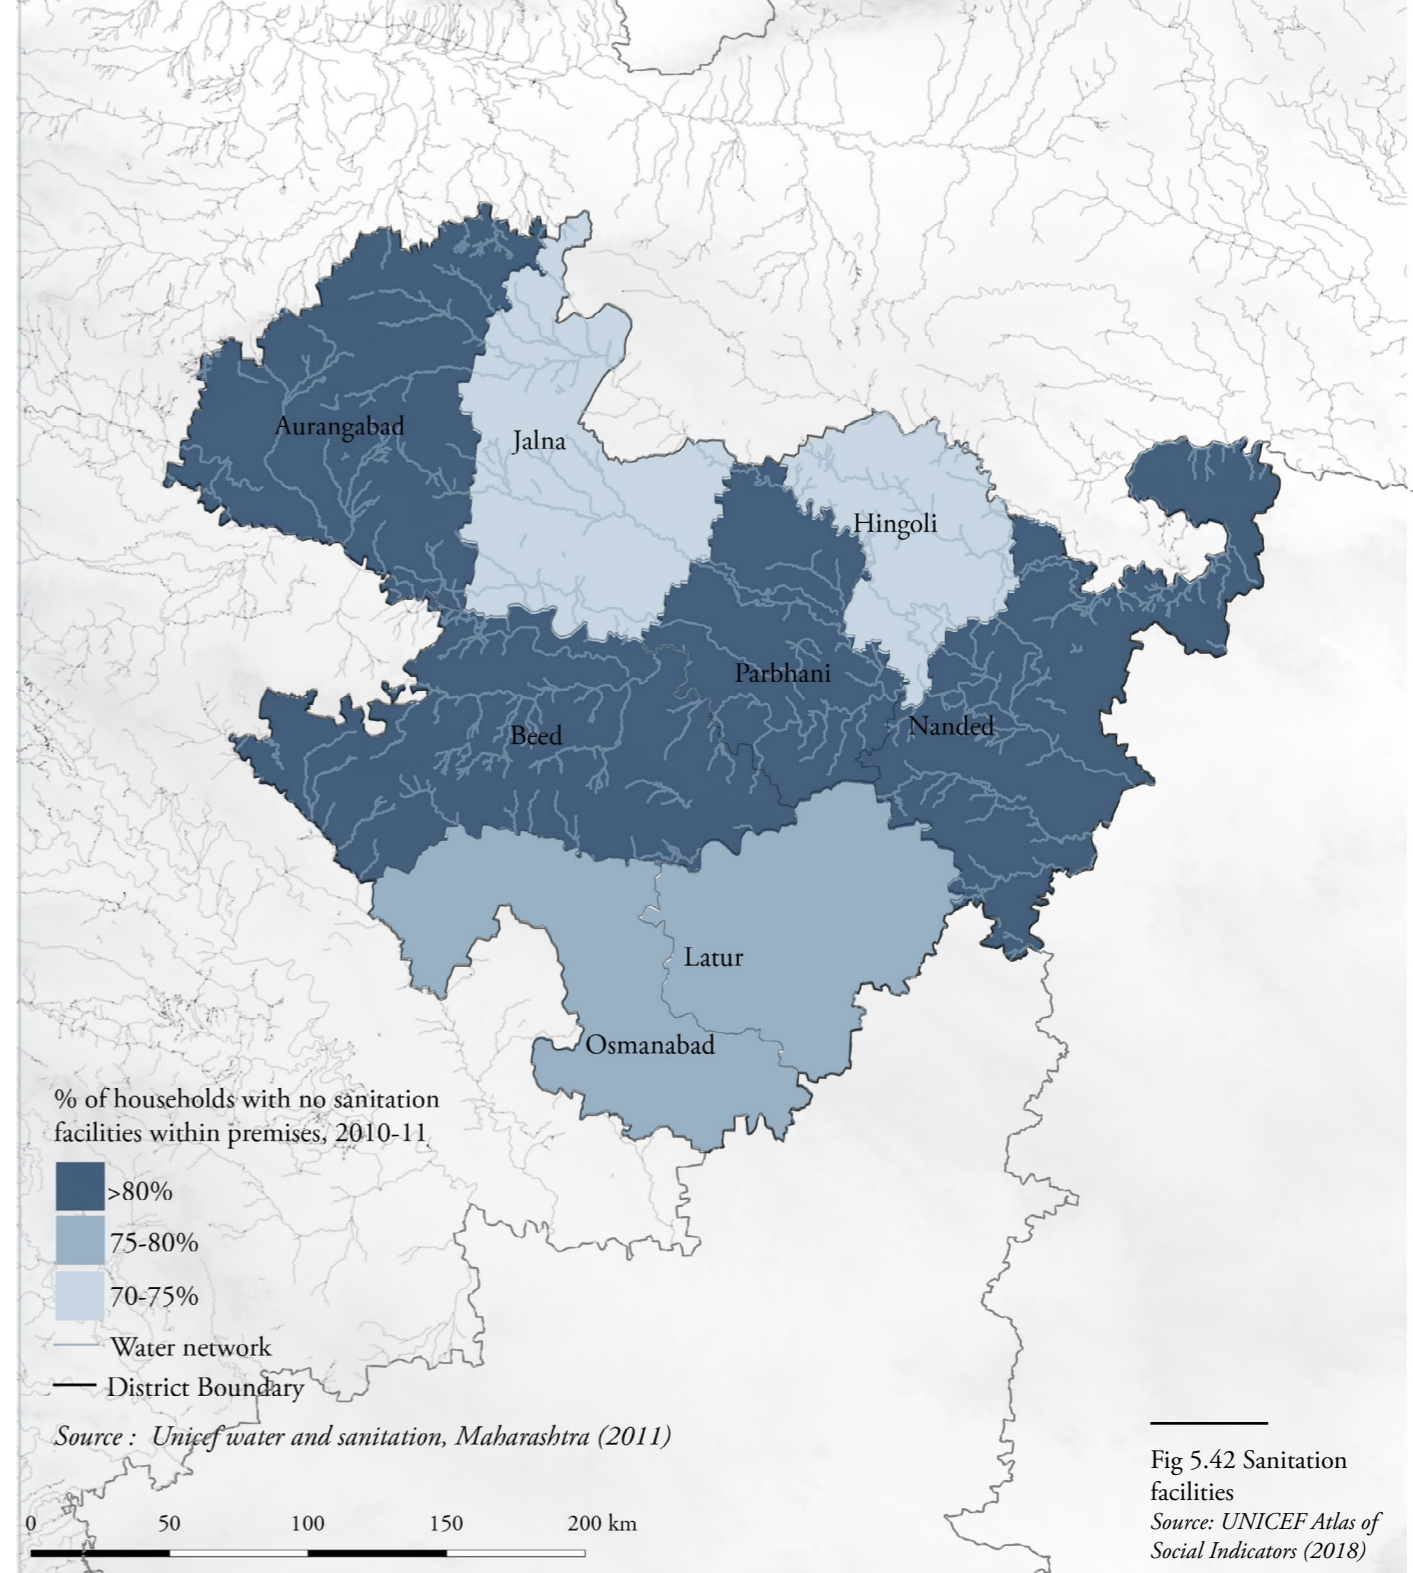 Aurangabad
Jalna
Hingoli
Parbhani
Nanded
Beed
Latur
Osmanabad
% of households with no sanitation
facilities within premises, 2010-11
>80%
75-80%
70-75%
Water network
District Boundary
Source : Unicef water and sanitation, Maharashtra (2011)
0 50 100 150 200 km
Fig 5.42 Sanitation
facilities
Source: UNICEF Atlas of
Social Indicators (2018)